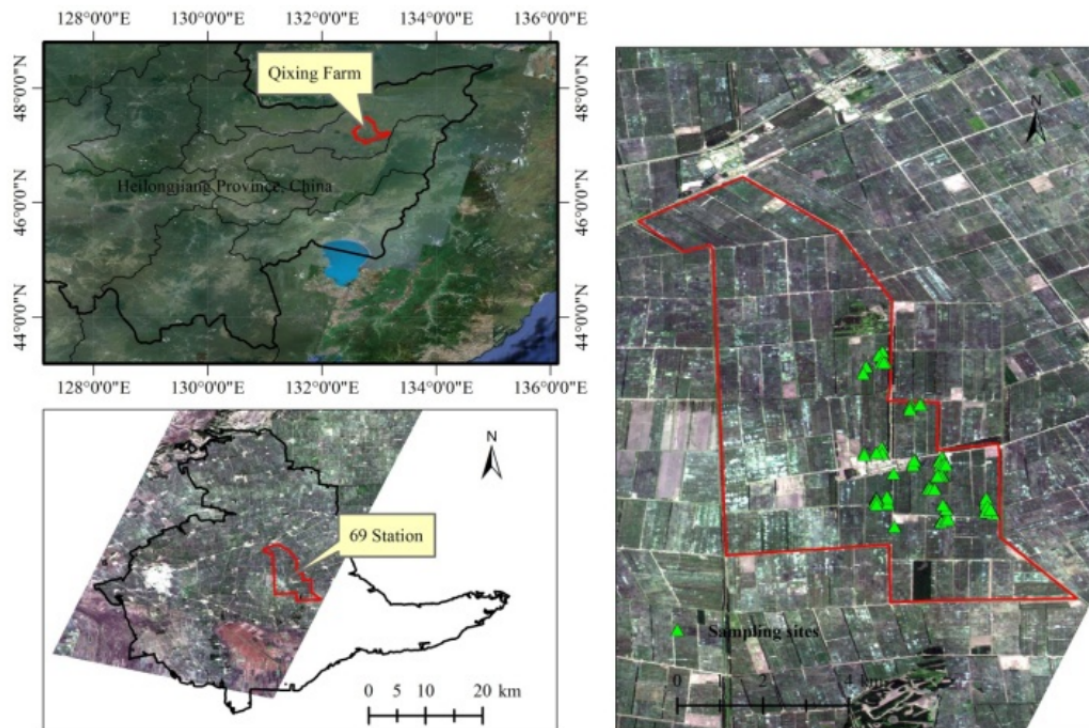 128°0'0"E 130°0'0"E 132°0'0"E 134°0'0"E 136°0'0"E
48°0'0"N
46°0'0"N
44°0'0"N
Qixing Farm
Heilongjiang Province, China
48°0'0"N
46°0'0"N
44°0'0"N
128°0'0"E 130°0'0"E 132°0'0"E 134°0'0"E 136°0'0"E
N
69 Station
0 5 10 20 km
N
Sampling sites
0 2 4 km